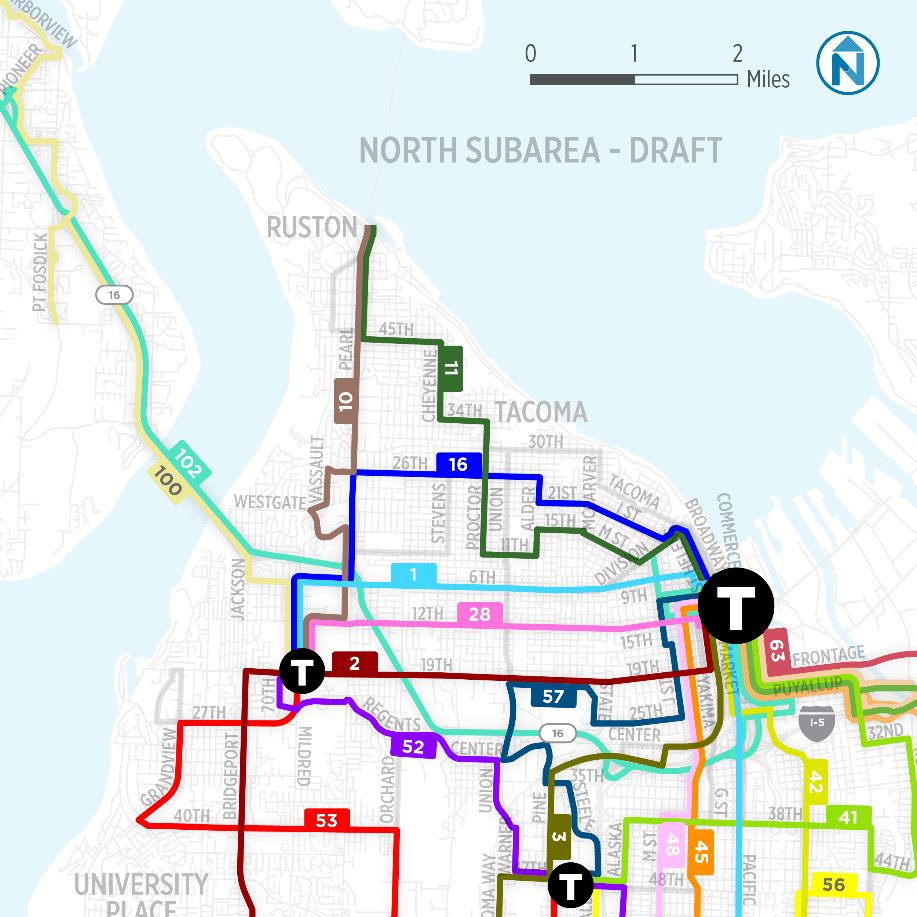 ARBORVIEW
PIONEER
0 1 2
Miles
N
NORTH SUBAREA - DRAFT
RUSTON
PT FOSDICK
16
45TH
PEARL
CHEYENNE
11
10
34TH
TACOMA
30TH
26TH
16
VASSAULT
102
100
WESTGATE
STEVENS
PROCTOR
UNION
ALDER
21ST
MCCARVER
TACOMA
I ST
15TH
M ST
11TH
DIVISION
BROADWAY
COMMERCE
JACKSON
1
6TH
9TH
T
12TH
28
15TH
63
FRONTAGE
T
2
19TH
19TH
MARKET
PUYALLUP
70TH
57
YAKIMA
27TH
REGENTS
25TH
16
I-5
52
CENTER
CENTER
32ND
GRANDVIEW
BRIDGEPORT
MILDRED
ORCHARD
UNION
35TH
PINE
G ST
42
40TH
53
38TH
41
3
ALASKA
M ST
48
45
44TH
UNIVERSITY
PLACE
T
48TH
PACIFIC
56